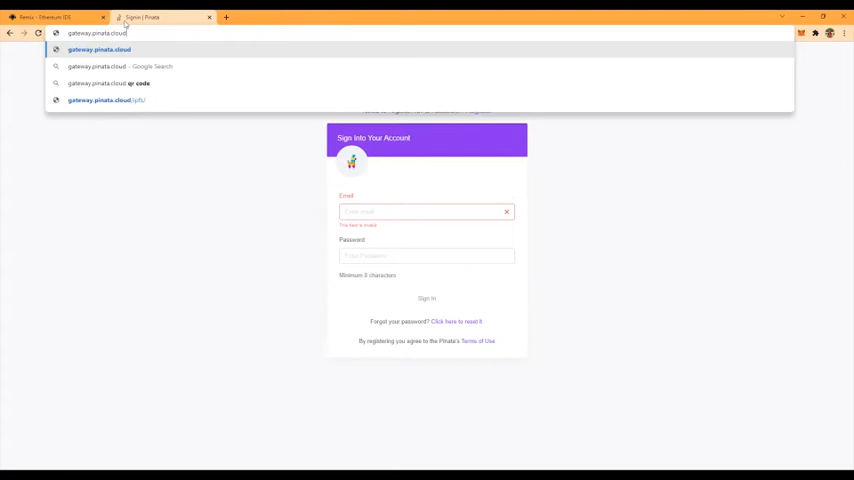 Remix - Ethereum IDE
Signin | Pinata
gateway.pinata.cloud
gateway.pinata.cloud
gateway.pinata.cloud - Google Search
gateway.pinata.cloud qr code
gateway.pinata.cloud/ipfs/
Sign Into Your Account
Email
Enter email
This field is invalid
Password
Enter Password
Minimum 8 characters
Sign In
Forgot your password? Click here to reset it
By registering you agree to the Pinata's Terms of Use